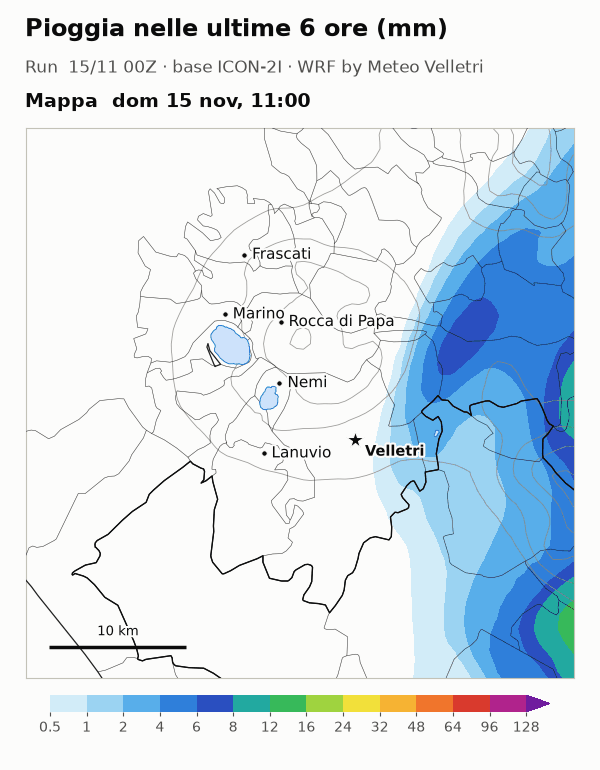 Pioggia nelle ultime 6 ore (mm)
Run 15/11 00Z · base ICON-2I · WRF by Meteo Velletri
Mappa dom 15 nov, 11:00
Frascati
Marino
Rocca di Papa
Nemi
Velletri
Lanuvio
10 km
0.5 1 2 4 6 8 12 16 24 32 48 64 96 128